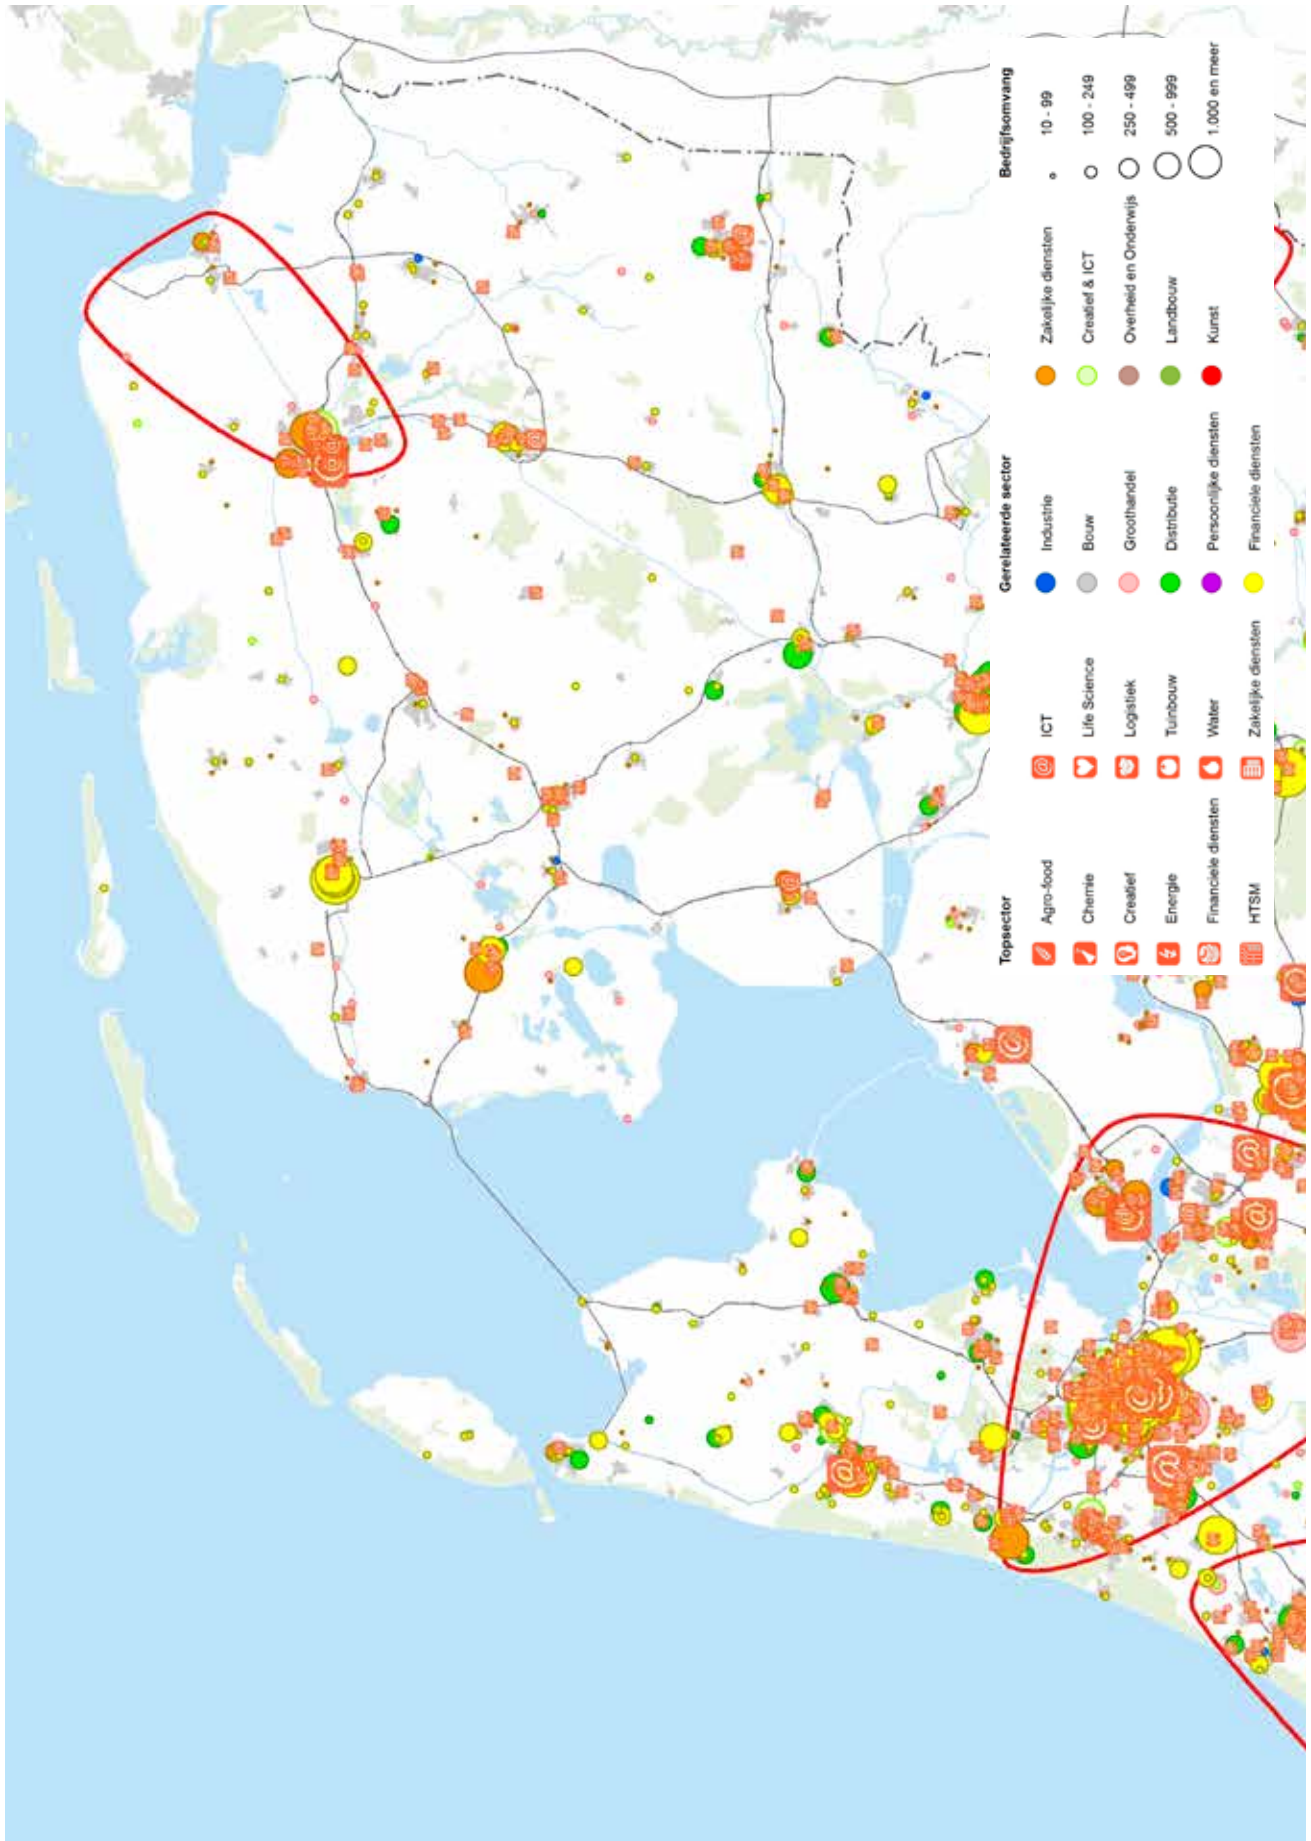 Topsector Gerelateerde sector Bedrijfsomvang
Agro-food ICT Industrie Zakelijke diensten 10 - 99
Chemie Life Science Bouw Creatief & ICT 100 - 249
Creatief Logistiek Groothandel Overheid en Onderwijs 250 - 499
Energie Tuinbouw Distributie Landbouw 500 - 999
Financiele diensten Water Persoonlijke diensten Kunst 1.000 en meer
HTSM Zakelijke diensten Financiele diensten